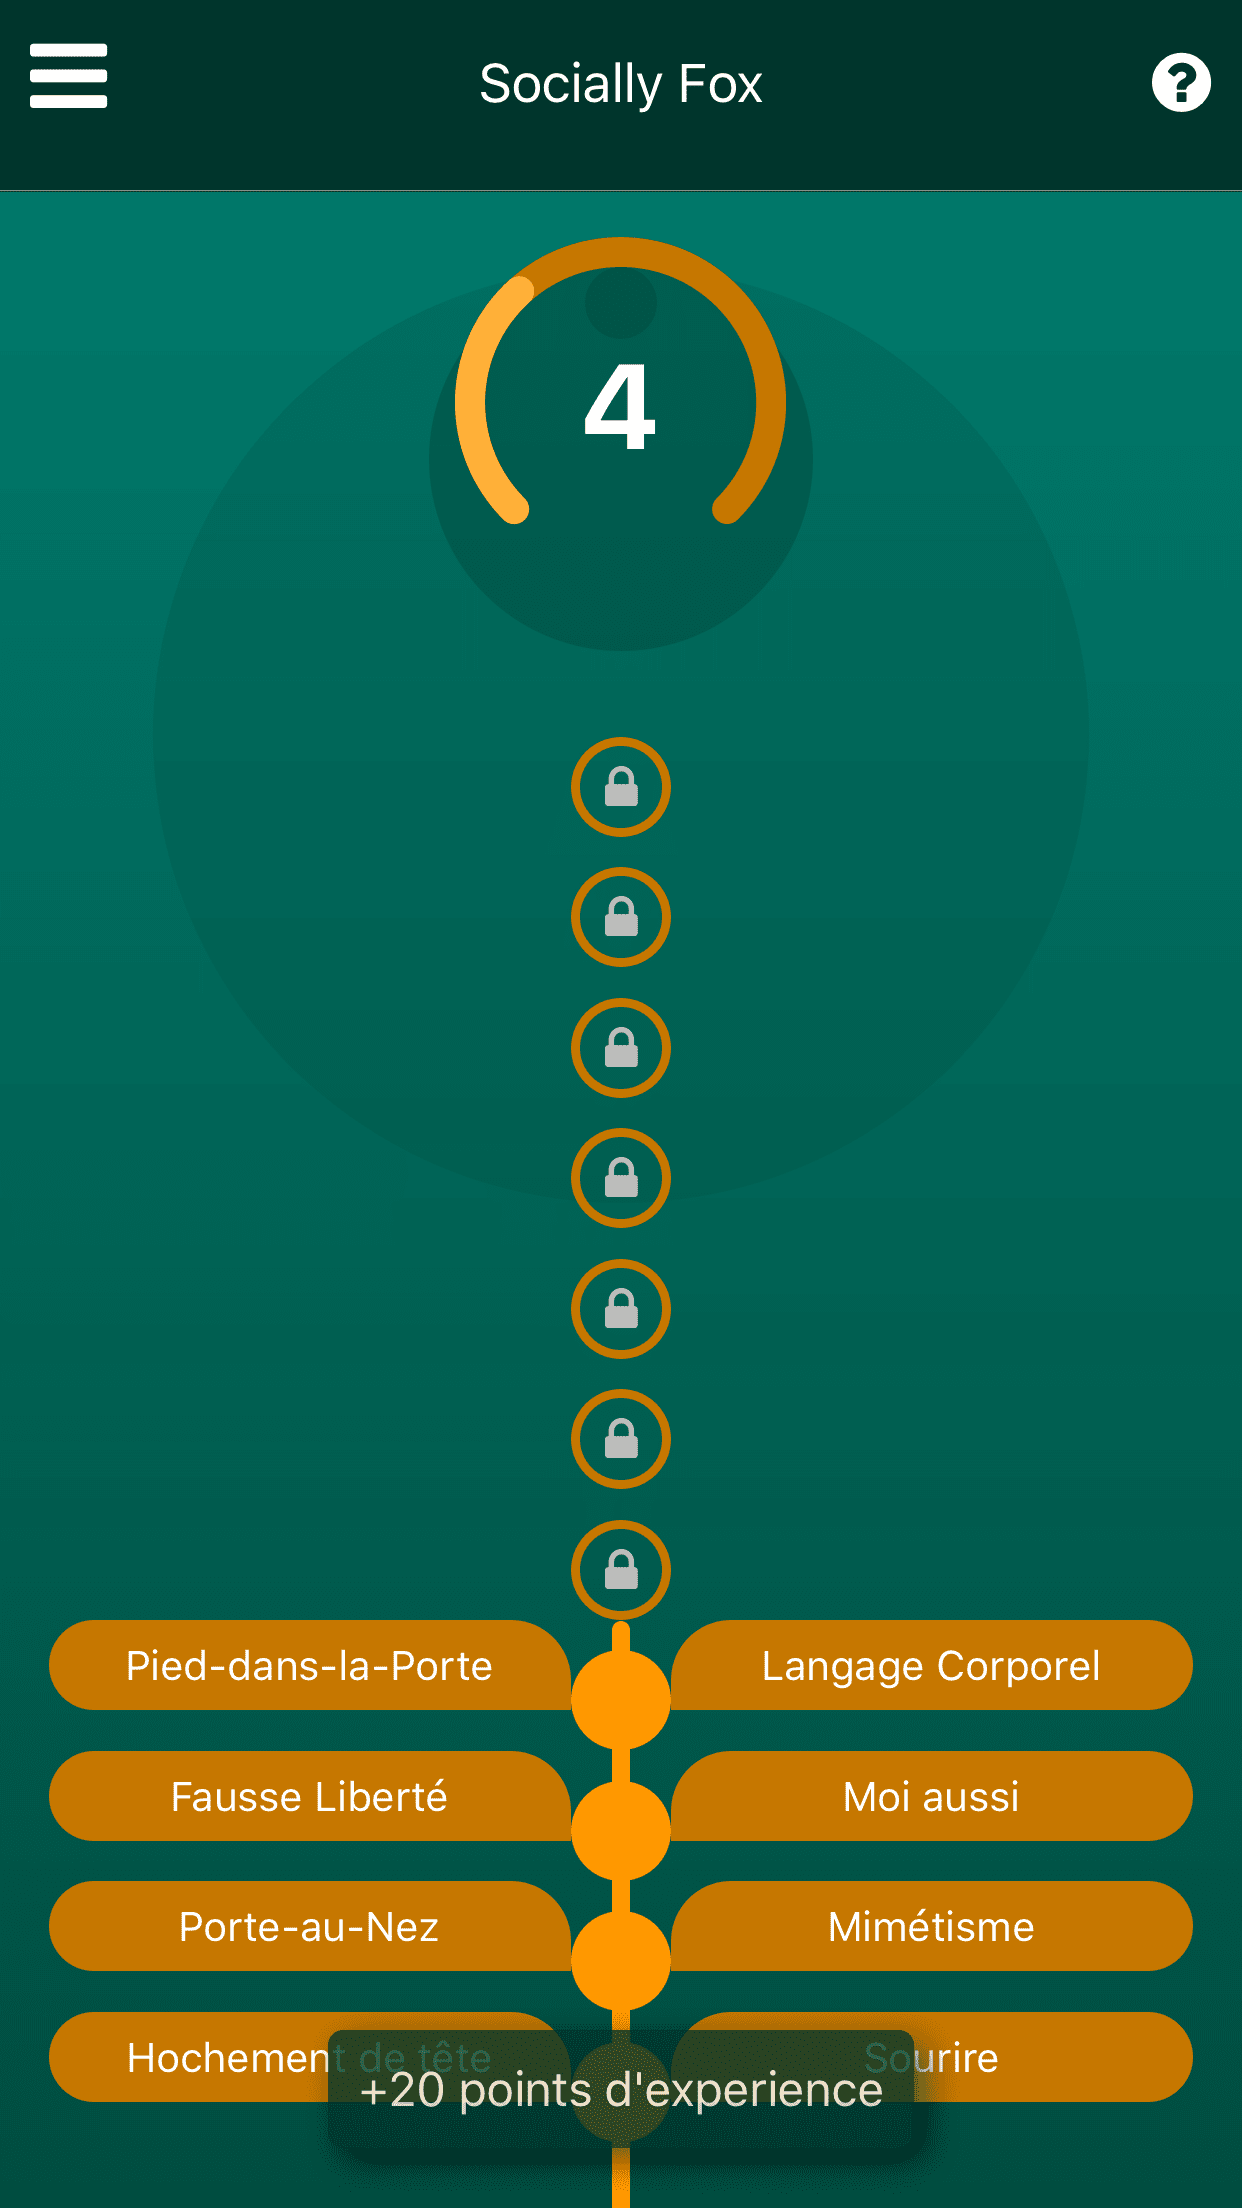 Socially Fox
4
Pied-dans-la-Porte
Langage Corporel
Fausse Liberté
Moi aussi
Porte-au-Nez
Mimétisme
Hochement de tête
Sourire
+20 points d'experience